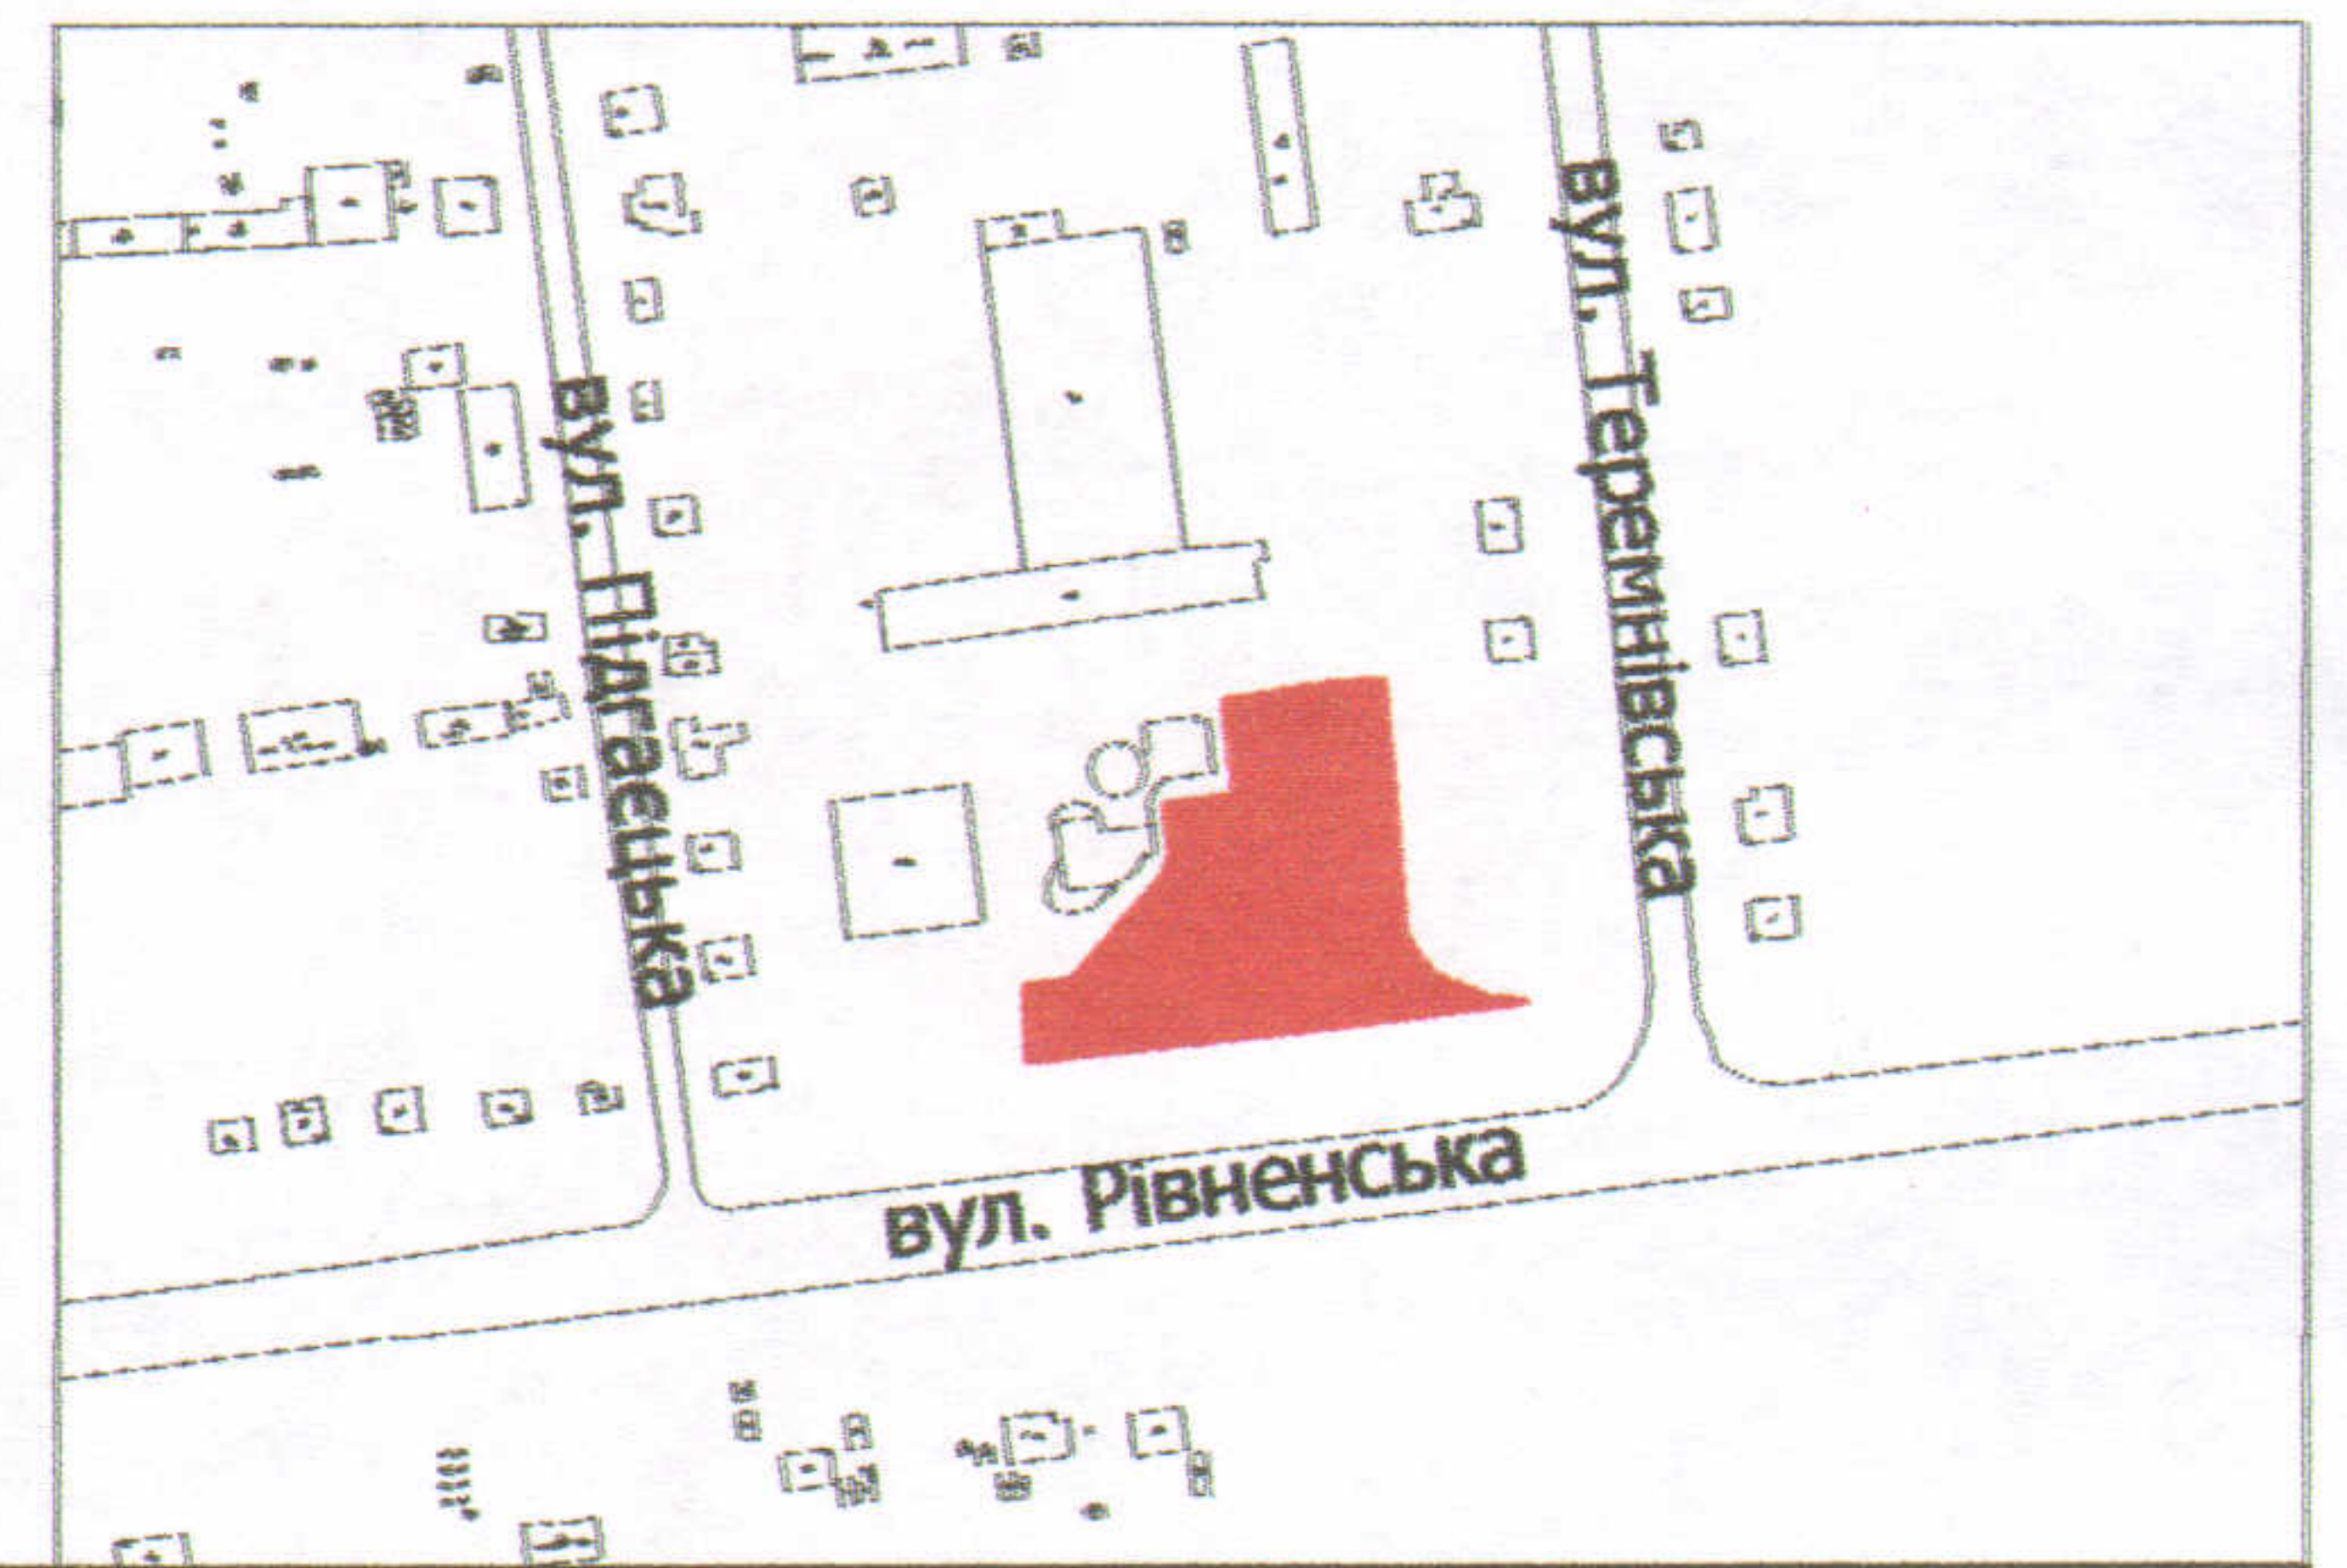 вул. Підгаєцька
вул. Теремнівська
вул. Рівненська